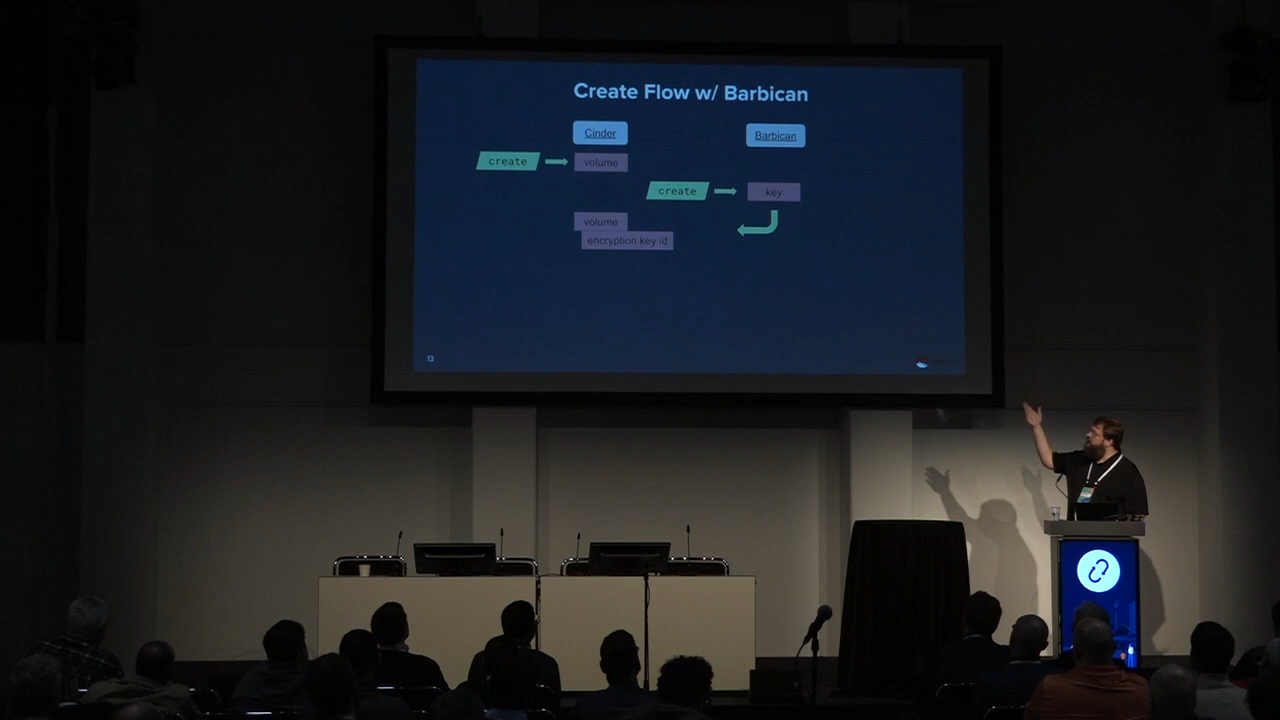 Create Flow w/ Barbican
Cinder
Barbican
create
volume
create
key
volume
encryption key id
13